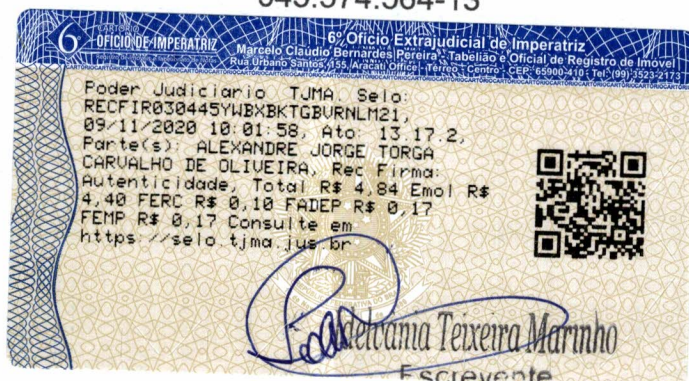 6
CARTÓRIO
OFÍCIO DE IMPERATRIZ
6º Ofício Extrajudicial de Imperatriz
Marcelo Claudio Bernardes Pereira - Tabelião e Oficial de Registro de Imóvel
Rua Urbano Santos, 155, Aracati Office - Térreo - Centro - CEP: 65900-410 - Tel: (99) 3523-2173
Poder Judiciario TJMA. Selo:
RECFIR030445YWBXBKTGBVRNLM21,
09/11/2020 10:01:58, Ato: 13.17.2,
Parte(s): ALEXANDRE JORGE TORGA
CARVALHO DE OLIVEIRA, Rec Firma:
Autenticidade, Total R$ 4,84 Emol R$
4,40 FERC R$ 0,10 FADEP R$ 0,17
FEMP R$ 0,17 Consulte em
https://selo.tjma.jus.br
Teixeira Marinho
Escrevente